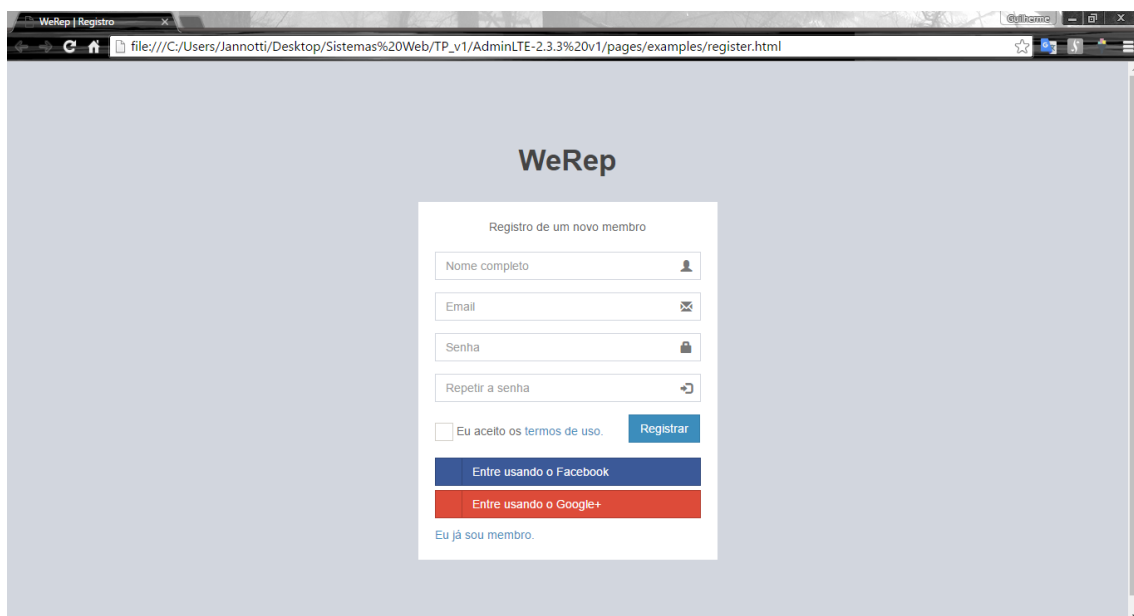 WeRep | Registro
Guilherme
file:///C:/Users/Jannotti/Desktop/Sistemas%20Web/TP_v1/AdminLTE-2.3.3%20v1/pages/examples/register.html
WeRep
Registro de um novo membro
Nome completo
Email
Senha
Repetir a senha
Eu aceito os termos de uso.
Registrar
Entre usando o Facebook
Entre usando o Google+
Eu já sou membro.